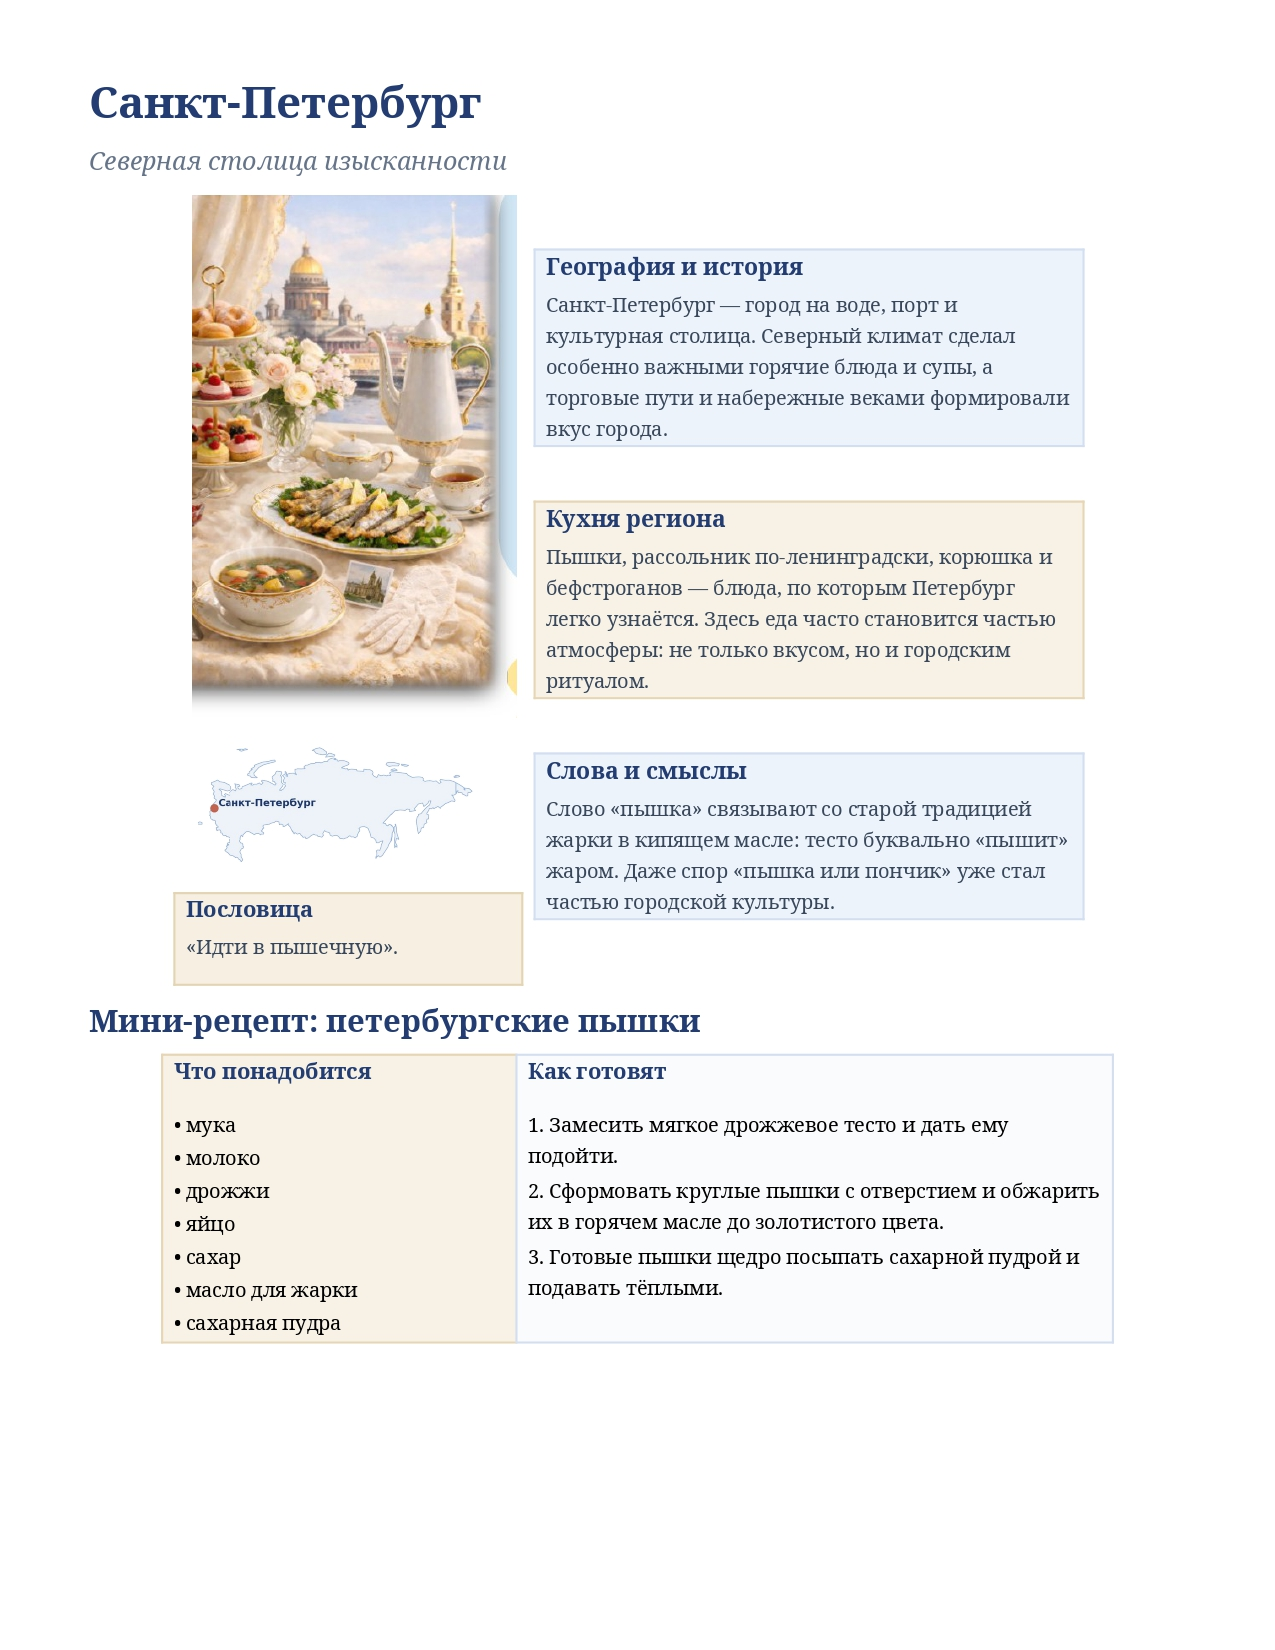 Санкт-Петербург
Северная столица изысканности
География и история
Санкт-Петербург — город на воде, порт и
культурная столица. Северный климат сделал
особенно важными горячие блюда и супы, а
торговые пути и набережные веками формировали
вкус города.
Кухня региона
Пышки, рассольник по-ленинградски, корюшка и
бефстроганов — блюда, по которым Петербург
легко узнаётся. Здесь еда часто становится частью
атмосферы: не только вкусом, но и городским
ритуалом.
Санкт-Петербург
Слова и смыслы
Слово «пышка» связывают со старой традицией
жарки в кипящем масле: тесто буквально «пышит»
жаром. Даже спор «пышка или пончик» уже стал
частью городской культуры.
Пословица
«Идти в пышечную».
Мини-рецепт: петербургские пышки
Что понадобится
• мука
• молоко
• дрожжи
• яйцо
• сахар
• масло для жарки
• сахарная пудра
Как готовят
1. Замесить мягкое дрожжевое тесто и дать ему
подойти.
2. Сформовать круглые пышки с отверстием и обжарить
их в горячем масле до золотистого цвета.
3. Готовые пышки щедро посыпать сахарной пудрой и
подавать тёплыми.